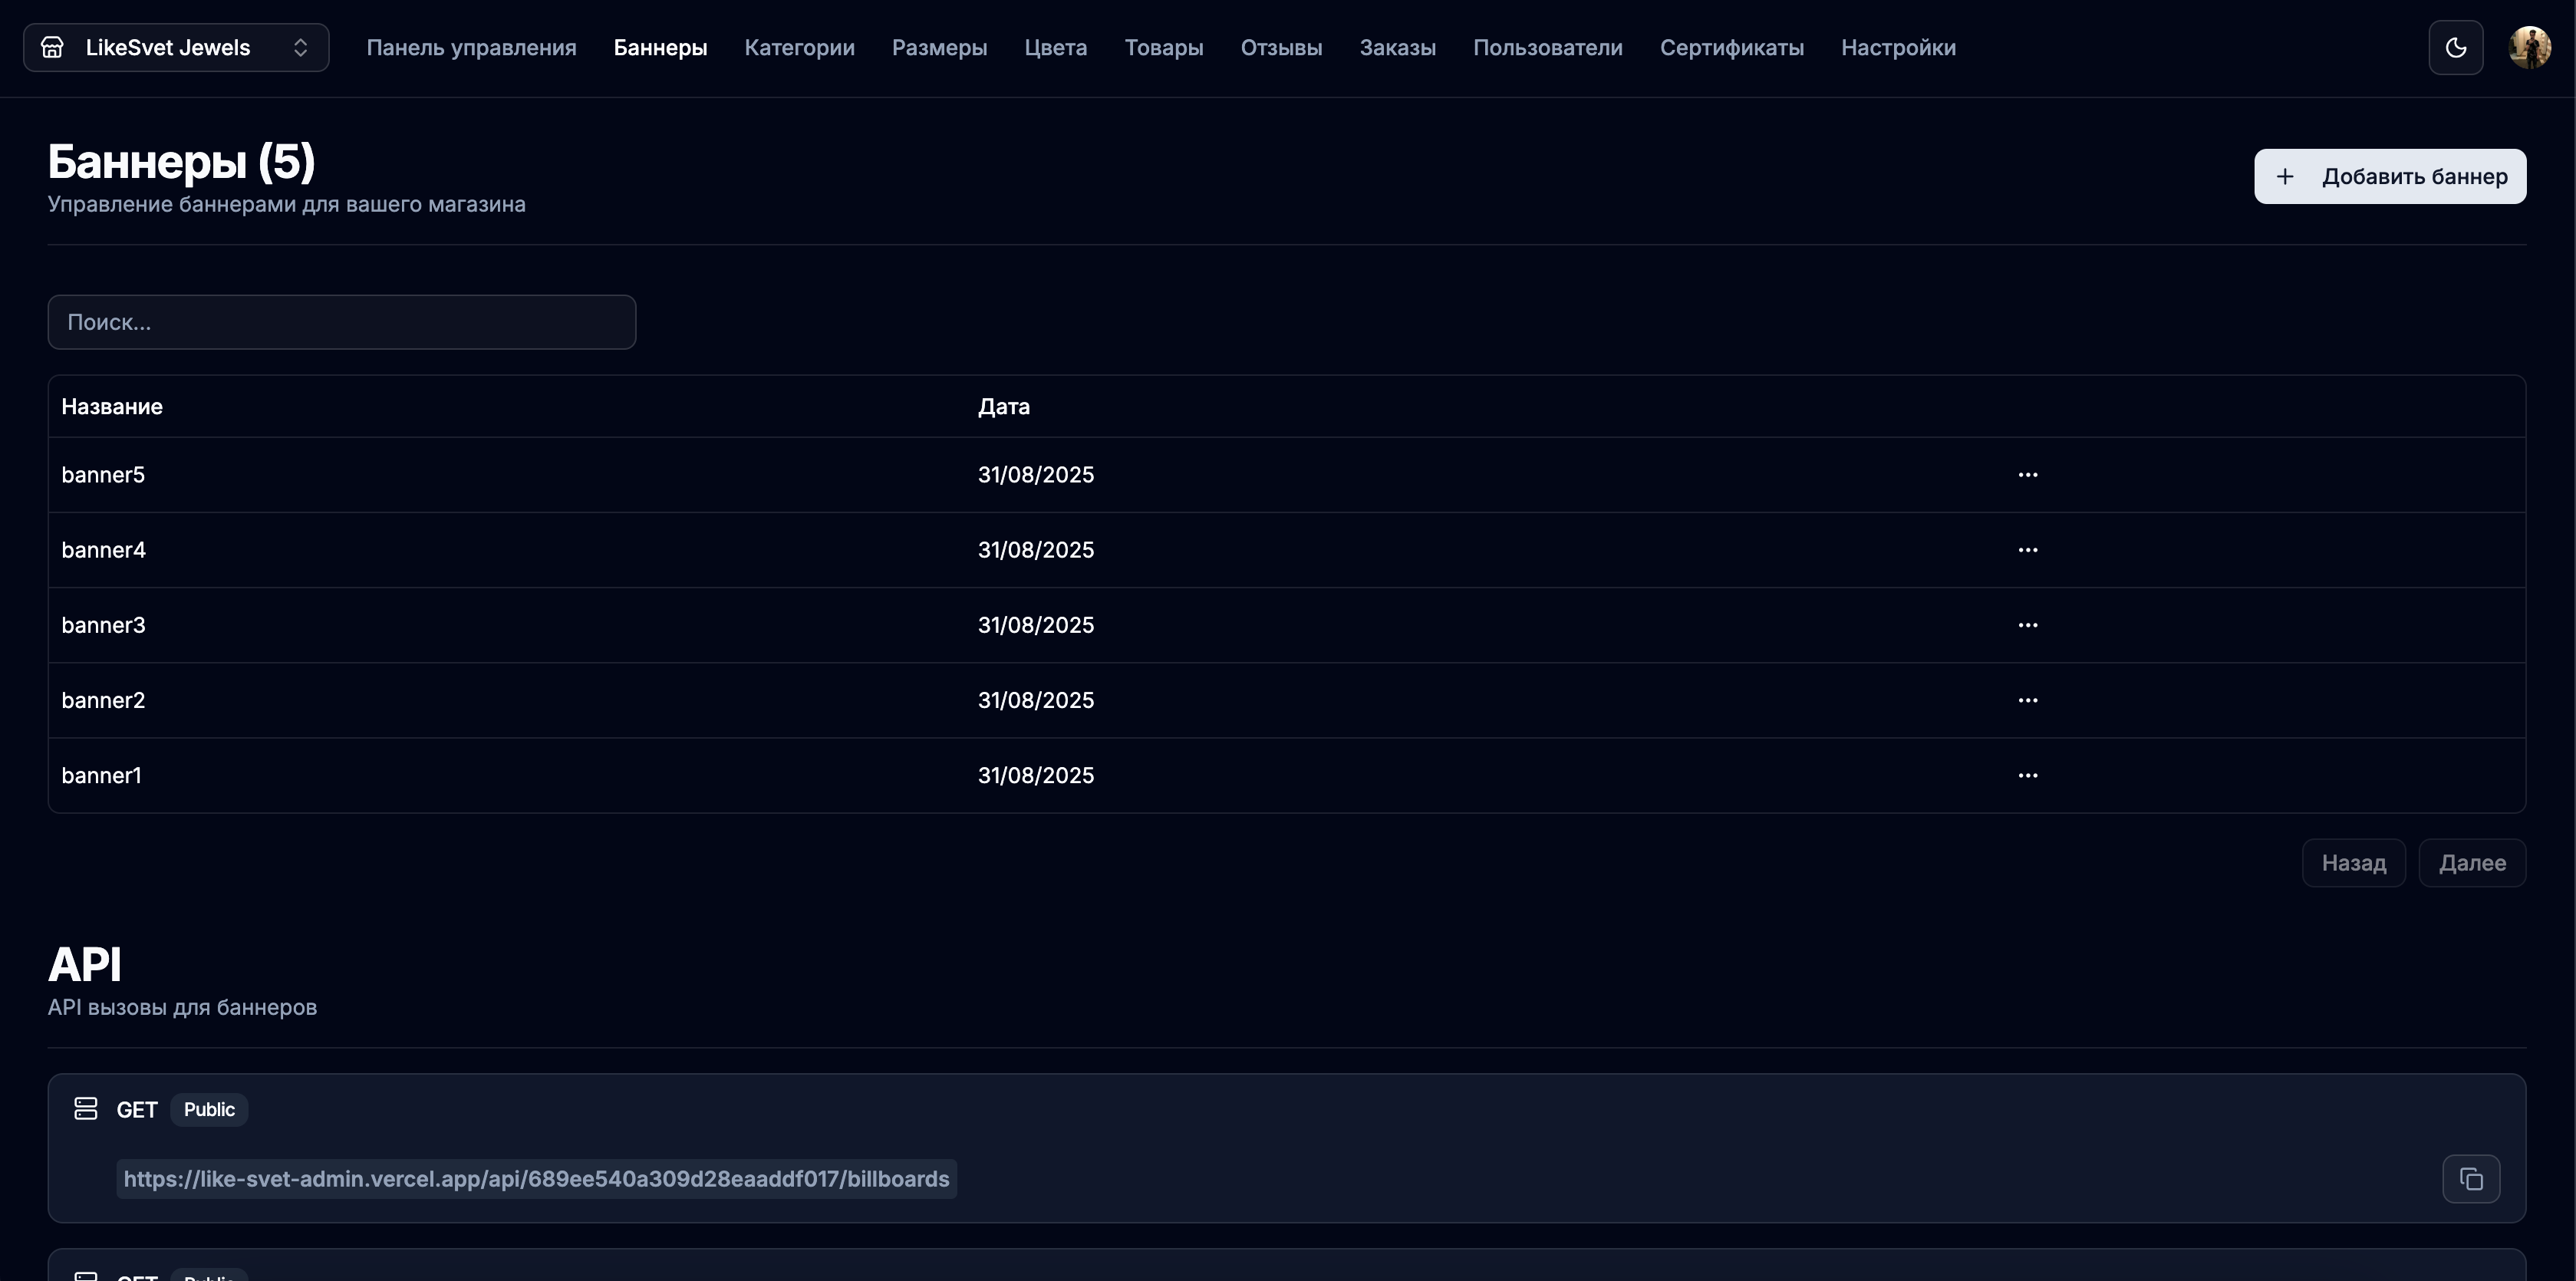 LikeSvet Jewels
Панель управления
Баннеры
Категории
Размеры
Цвета
Товары
Отзывы
Заказы
Пользователи
Сертификаты
Настройки
Баннеры (5)
Управление баннерами для вашего магазина
+ Добавить баннер
Поиск...
Название Дата
banner5 31/08/2025 ...
banner4 31/08/2025 ...
banner3 31/08/2025 ...
banner2 31/08/2025 ...
banner1 31/08/2025 ...
Назад Далее
API
API вызовы для баннеров
GET Public
https://like-svet-admin.vercel.app/api/689ee540a309d28eaaddf017/billboards
GET Public